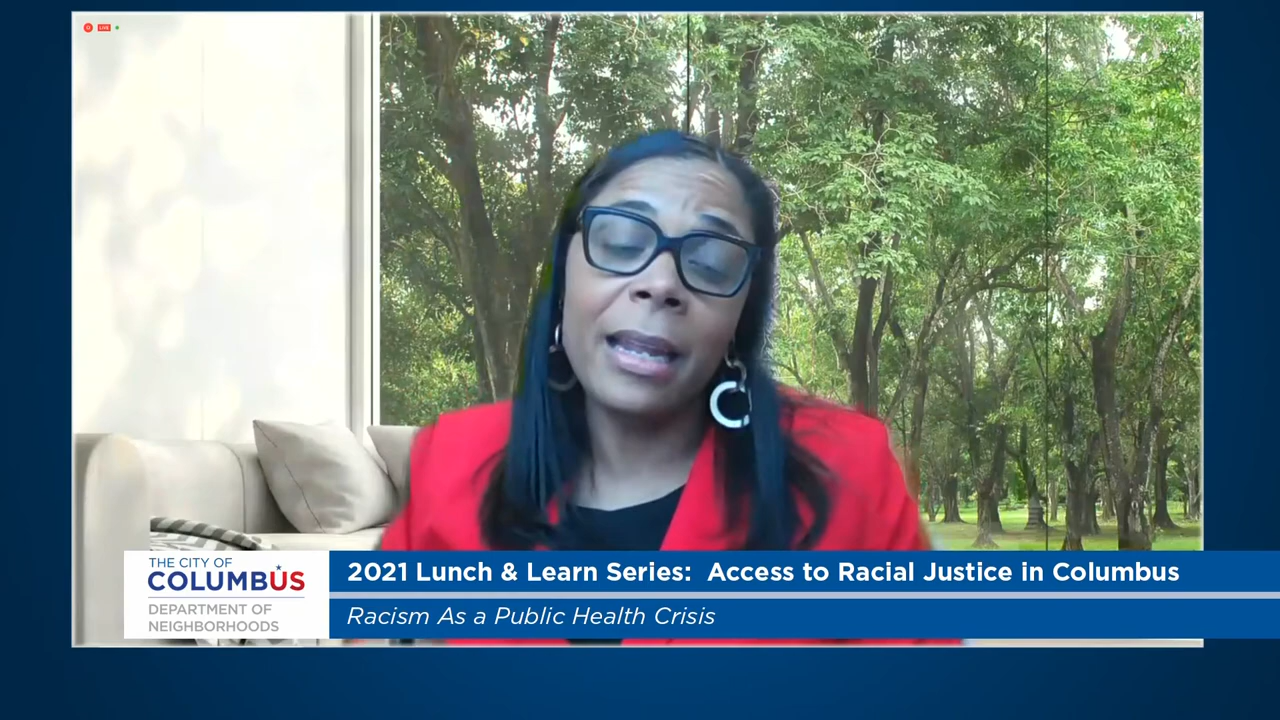 LIVE
THE CITY OF
COLUMBUS
DEPARTMENT OF
NEIGHBORHOODS
2021 Lunch & Learn Series: Access to Racial Justice in Columbus
Racism As a Public Health Crisis